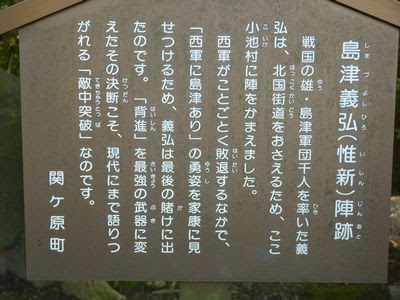 島津義弘(惟新)陣跡
戦国の雄・島津軍団千人を率いた義
弘は、北国街道をおさえるため、ここ
小池村に陣をかまえました。
西軍がことごとく敗退するなかで、
「西軍に島津あり」の勇姿を家康に見
せつけるため、義弘は最後の賭けに出
たのです。「背進」を最強の武器に変
えたその決断こそ、現代にまで語りつ
がれる「敵中突破」なのです。
関ケ原町